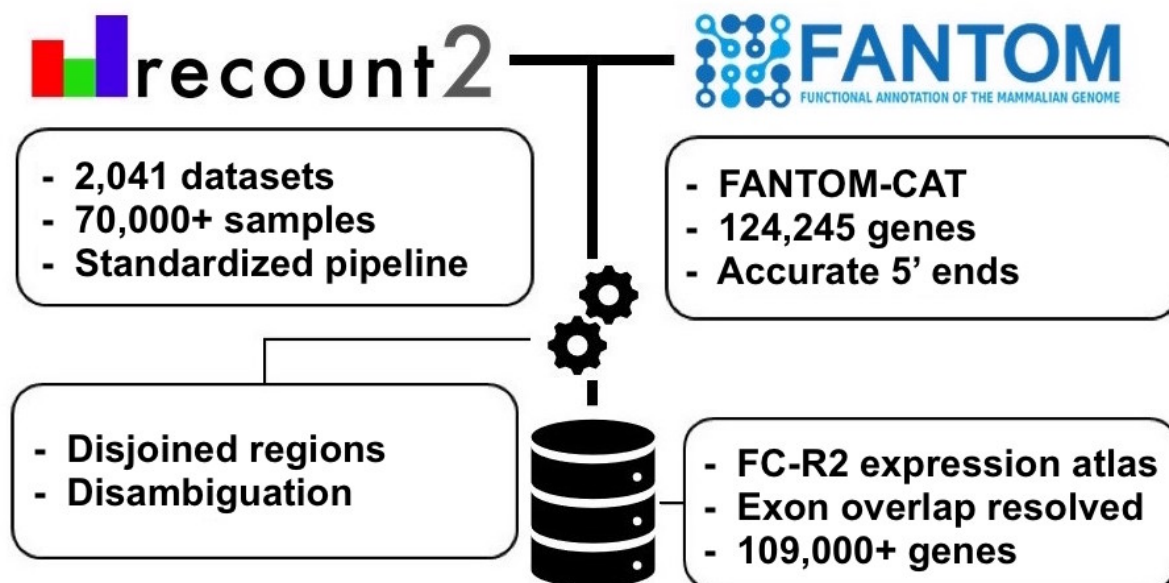 recount2
FANTOM
FUNCTIONAL ANNOTATION OF THE MAMMALIAN GENOME
- 2,041 datasets
- 70,000+ samples
- Standardized pipeline
- FANTOM-CAT
- 124,245 genes
- Accurate 5’ ends
- Disjoined regions
- Disambiguation
- FC-R2 expression atlas
- Exon overlap resolved
- 109,000+ genes